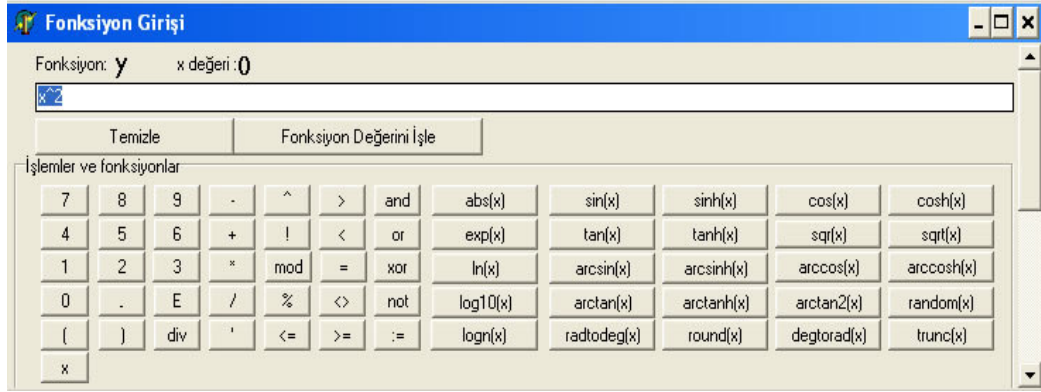 Fonksiyon Girişi
Fonksiyon: y x değeri :0
x^2
Temizle Fonksiyon Değerini İşle
İşlemler ve fonksiyonlar
7 8 9 - ^ > and abs(x) sin(x) sinh(x) cos(x) cosh(x)
4 5 6 + ! < or exp(x) tan(x) tanh(x) sqr(x) sqrt(x)
1 2 3 * mod = xor ln(x) arcsin(x) arcsinh(x) arccos(x) arccosh(x)
0 . E / % <> not log10(x) arctan(x) arctanh(x) arctan2(x) random(x)
( ) div ' <= >= := logn(x) radtodeg(x) round(x) degtorad(x) trunc(x)
x